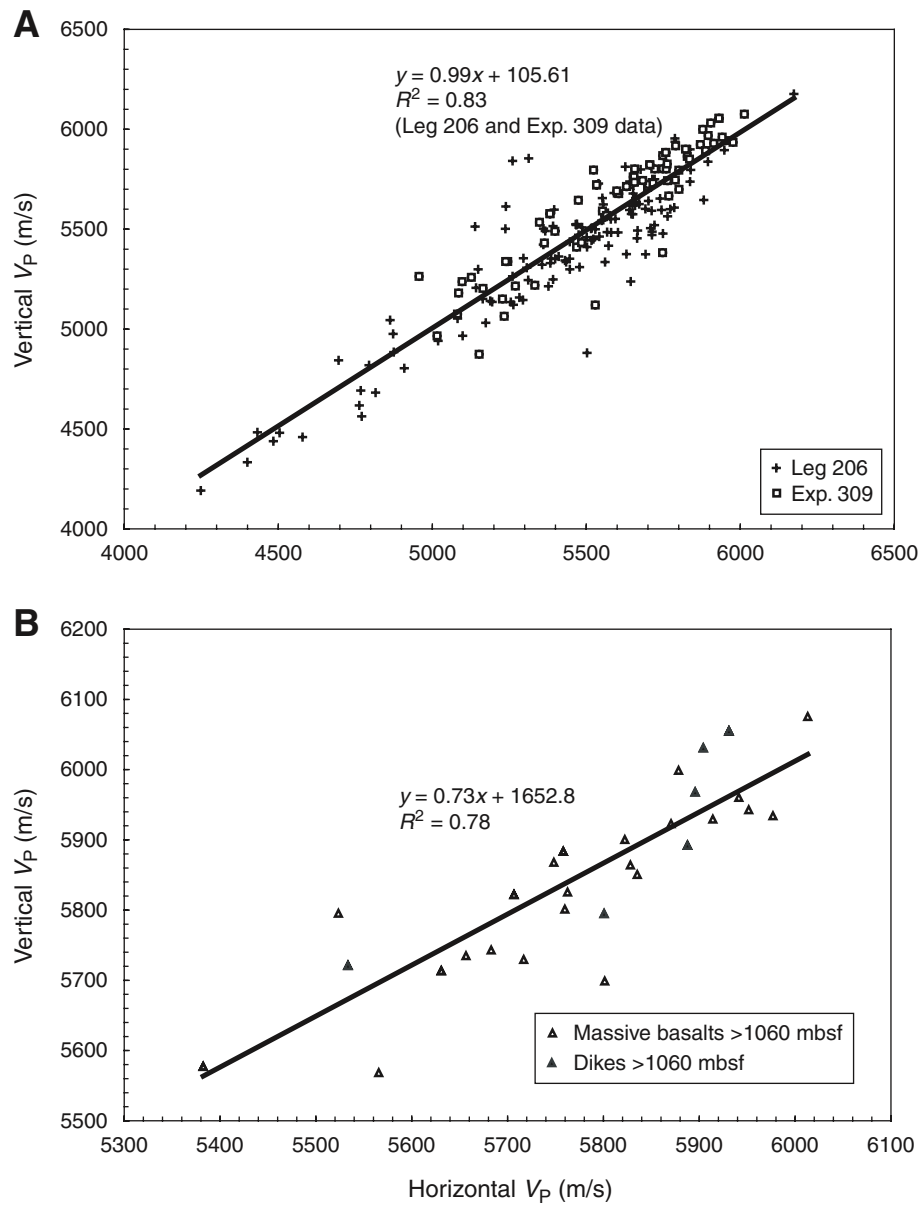 A
6500
6000
5500
5000
4500
4000
Vertical VP (m/s)
y = 0.99x + 105.61
R2 = 0.83
(Leg 206 and Exp. 309 data)
Leg 206
Exp. 309
4000 4500 5000 5500 6000 6500
B
6200
6100
6000
5900
5800
5700
5600
5500
Vertical VP (m/s)
y = 0.73x + 1652.8
R2 = 0.78
Massive basalts >1060 mbsf
Dikes >1060 mbsf
5300 5400 5500 5600 5700 5800 5900 6000 6100
Horizontal VP (m/s)